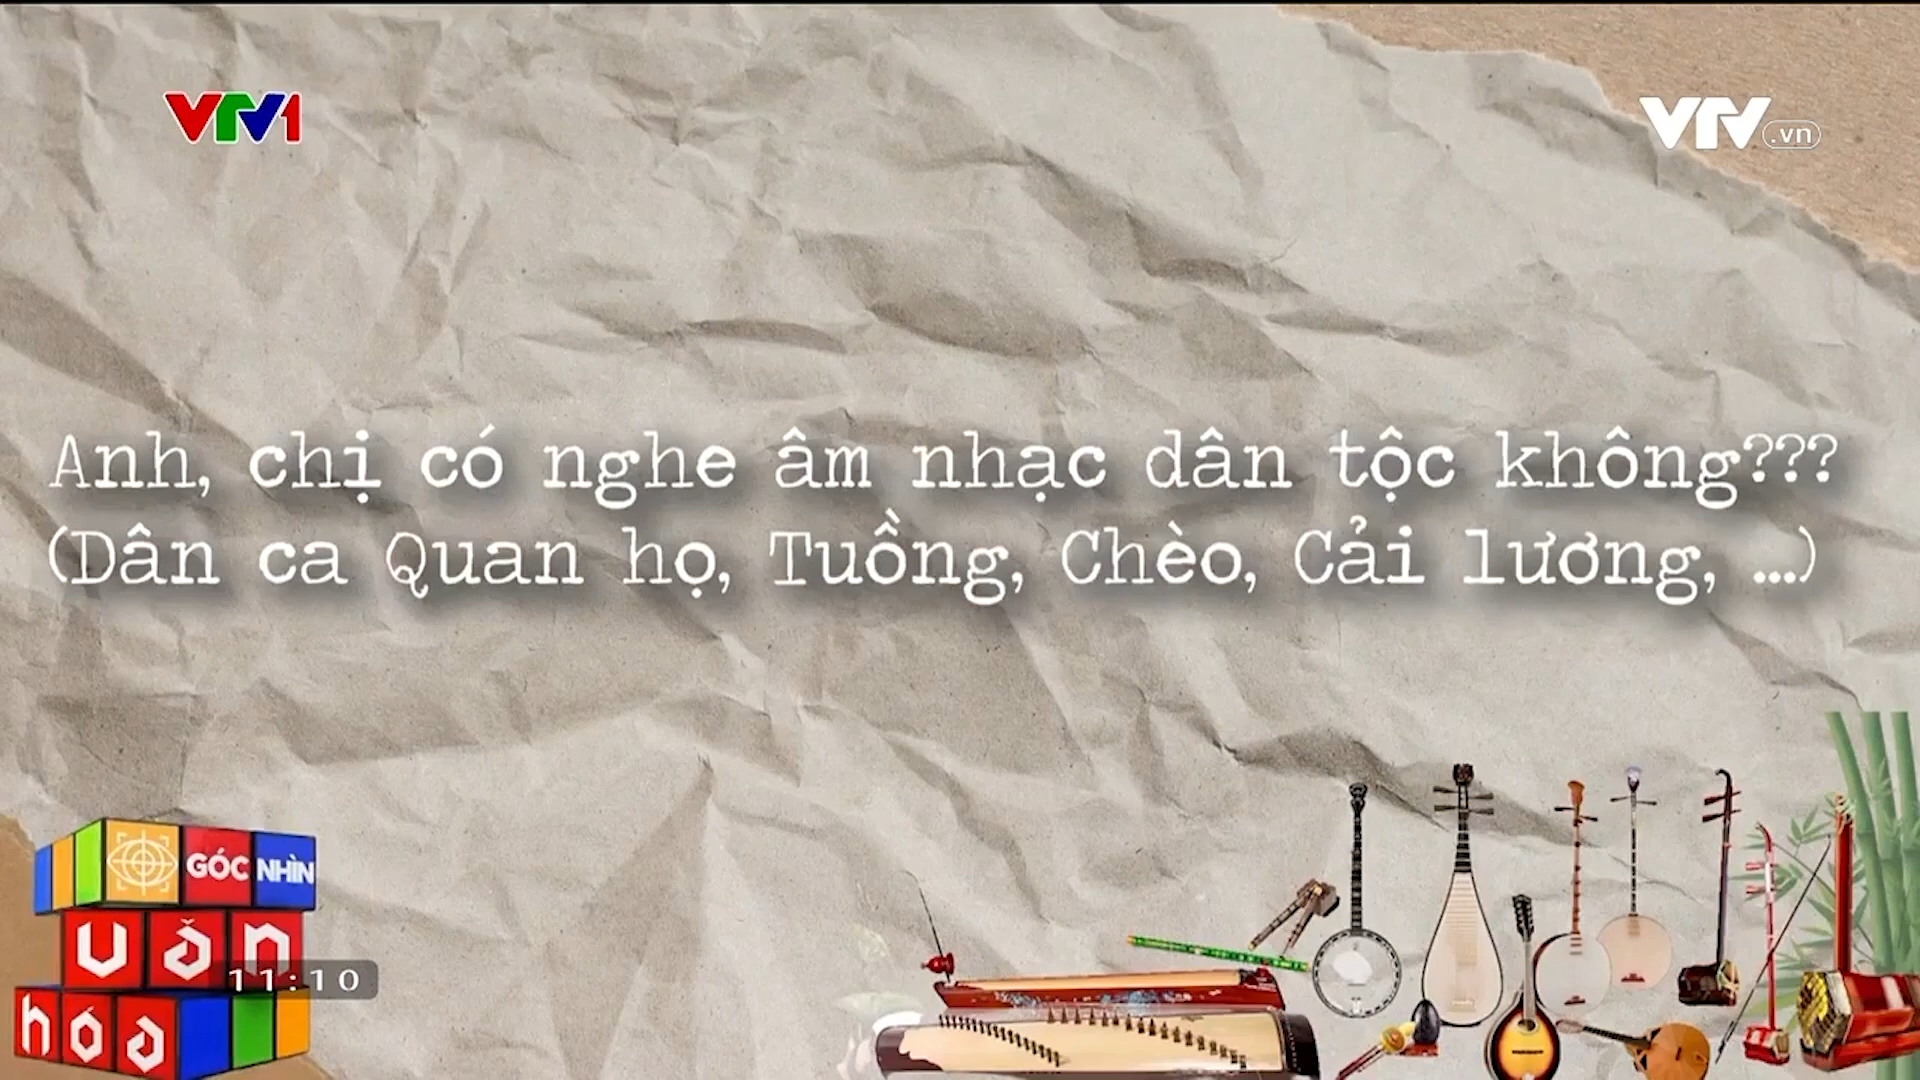 VTV1
VTV.vn
Anh, chị có nghe âm nhạc dân tộc không???
(Dân ca Quan họ, Tuồng, Chèo, Cải lương, ...)
GÓC NHÌN
văn
11:10
hóa